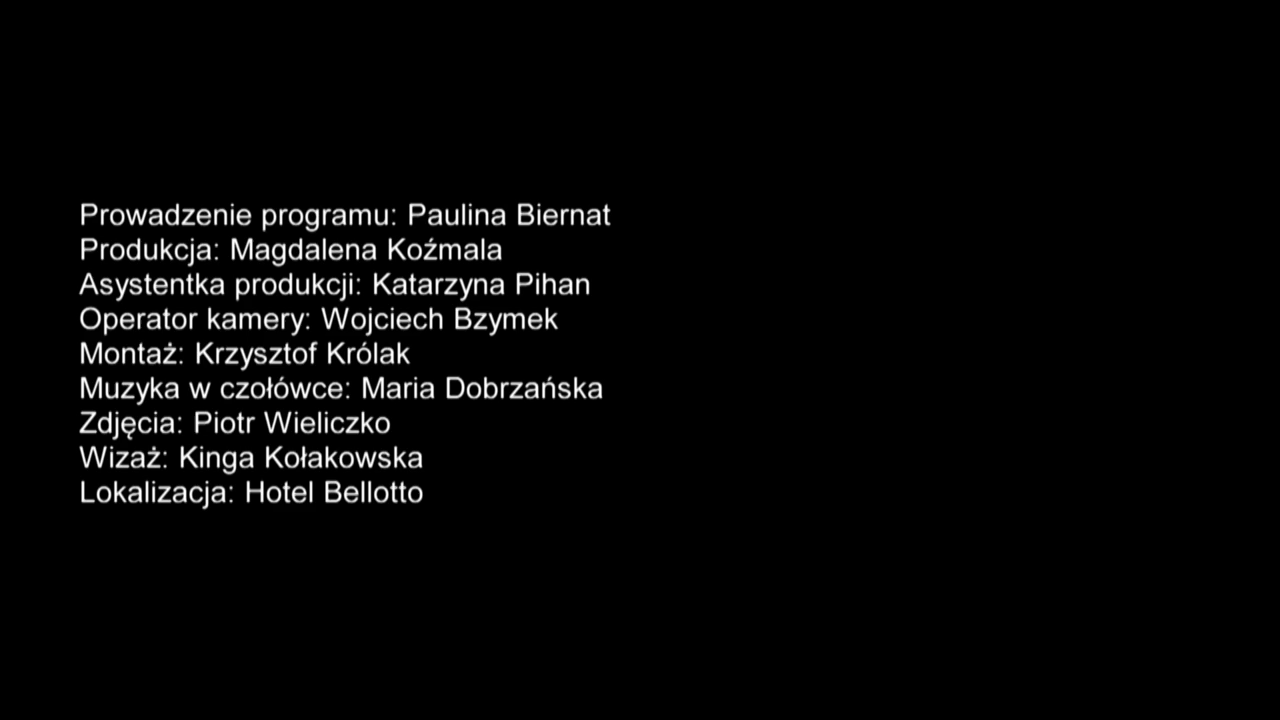 Prowadzenie programu: Paulina Biernat
Produkcja: Magdalena Koźmala
Asystentka produkcji: Katarzyna Pihan
Operator kamery: Wojciech Bzymek
Montaż: Krzysztof Królak
Muzyka w czołówce: Maria Dobrzańska
Zdjęcia: Piotr Wieliczko
Wizaż: Kinga Kołakowska
Lokalizacja: Hotel Bellotto